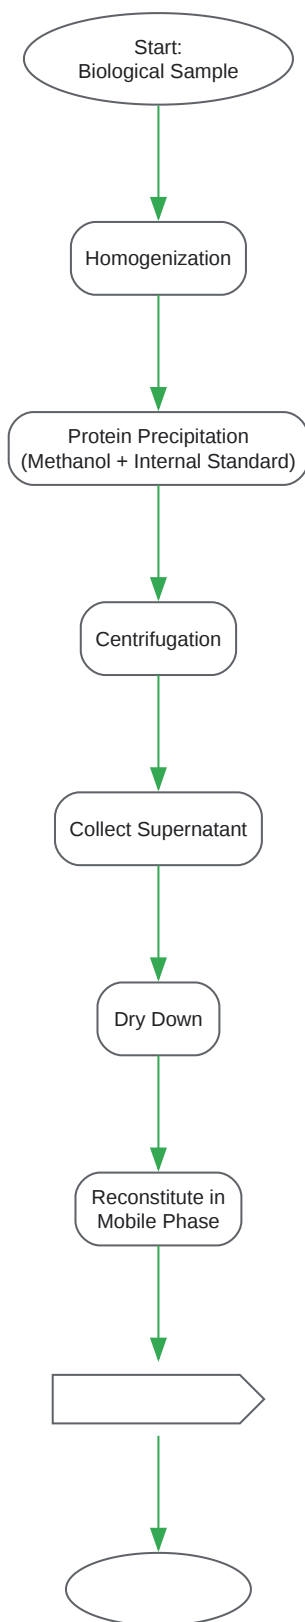 Start:
Biological Sample
Homogenization
Protein Precipitation
(Methanol + Internal Standard)
Centrifugation
Collect Supernatant
Dry Down
Reconstitute in
Mobile Phase